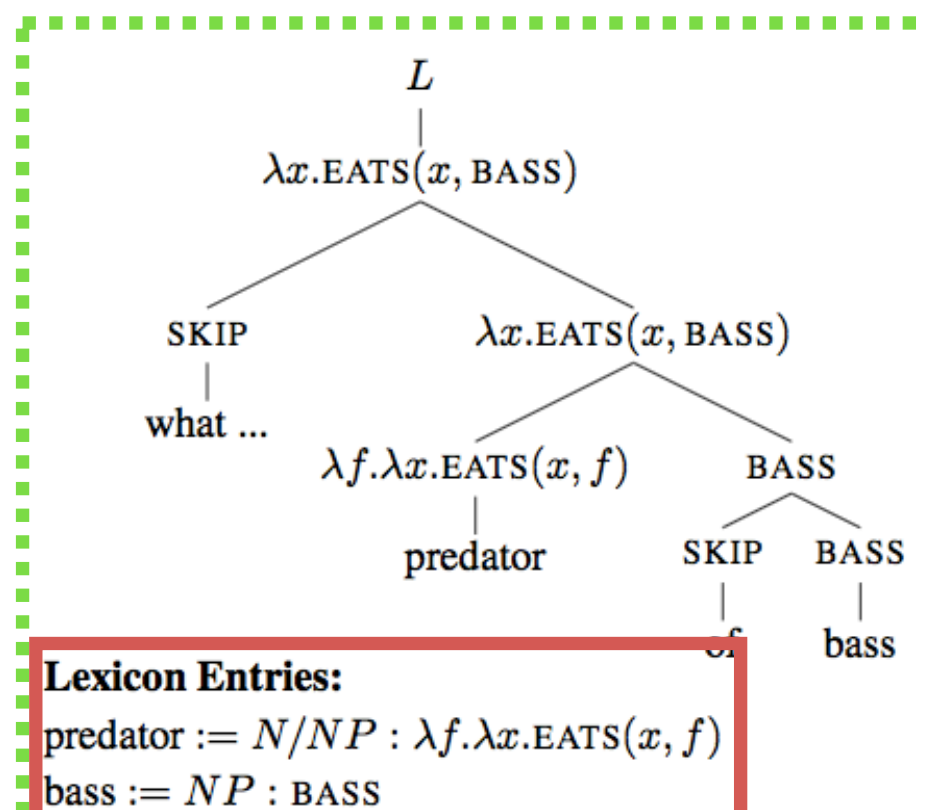 L
λx.EATS(x, BASS)
SKIP λx.EATS(x, BASS)
what ...
λf.λx.EATS(x, f) BASS
predator SKIP BASS
of bass
Lexicon Entries:
predator := N/NP : λf.λx.EATS(x, f)
bass := NP : BASS